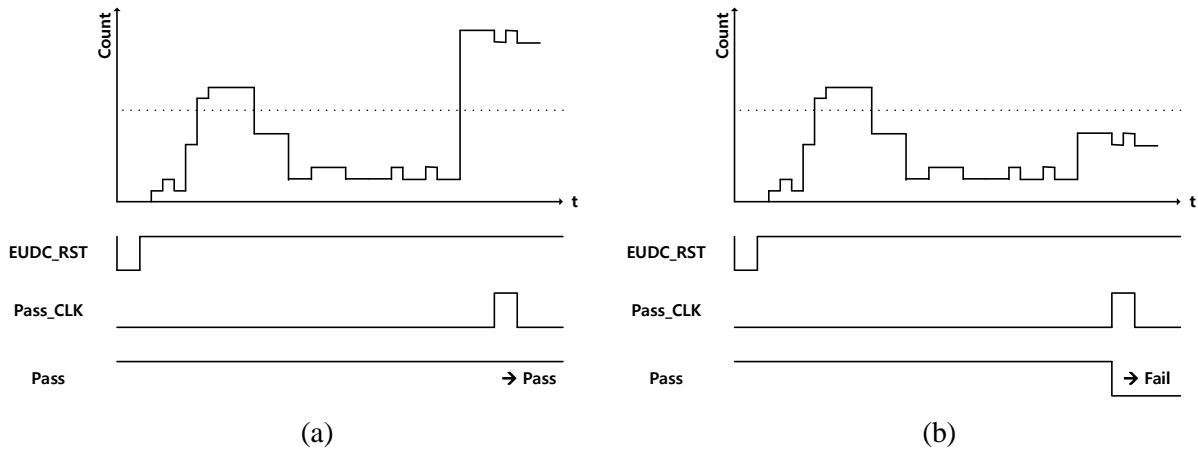 Count
t
EUDC_RST
Pass_CLK
Pass
→ Pass
(a)
Count
t
EUDC_RST
Pass_CLK
Pass
→ Fail
(b)